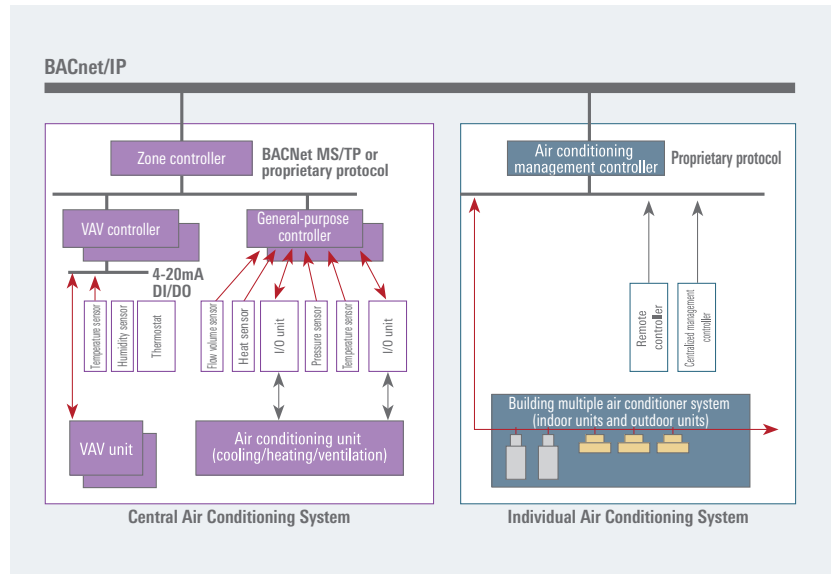 BACnet/IP
Zone controller
BACNet MS/TP or
proprietary protocol
VAV controller
General-purpose
controller
4-20mA
DI/DO
Temperature sensor
Humidity sensor
Thermostat
Flow volume sensor
Heat sensor
I/O unit
Pressure sensor
Temperature sensor
I/O unit
VAV unit
Air conditioning unit
(cooling/heating/ventilation)
Central Air Conditioning System
Air conditioning
management controller
Proprietary protocol
Remote
controller
Centralized management
controller
Building multiple air conditioner system
(indoor units and outdoor units)
Individual Air Conditioning System